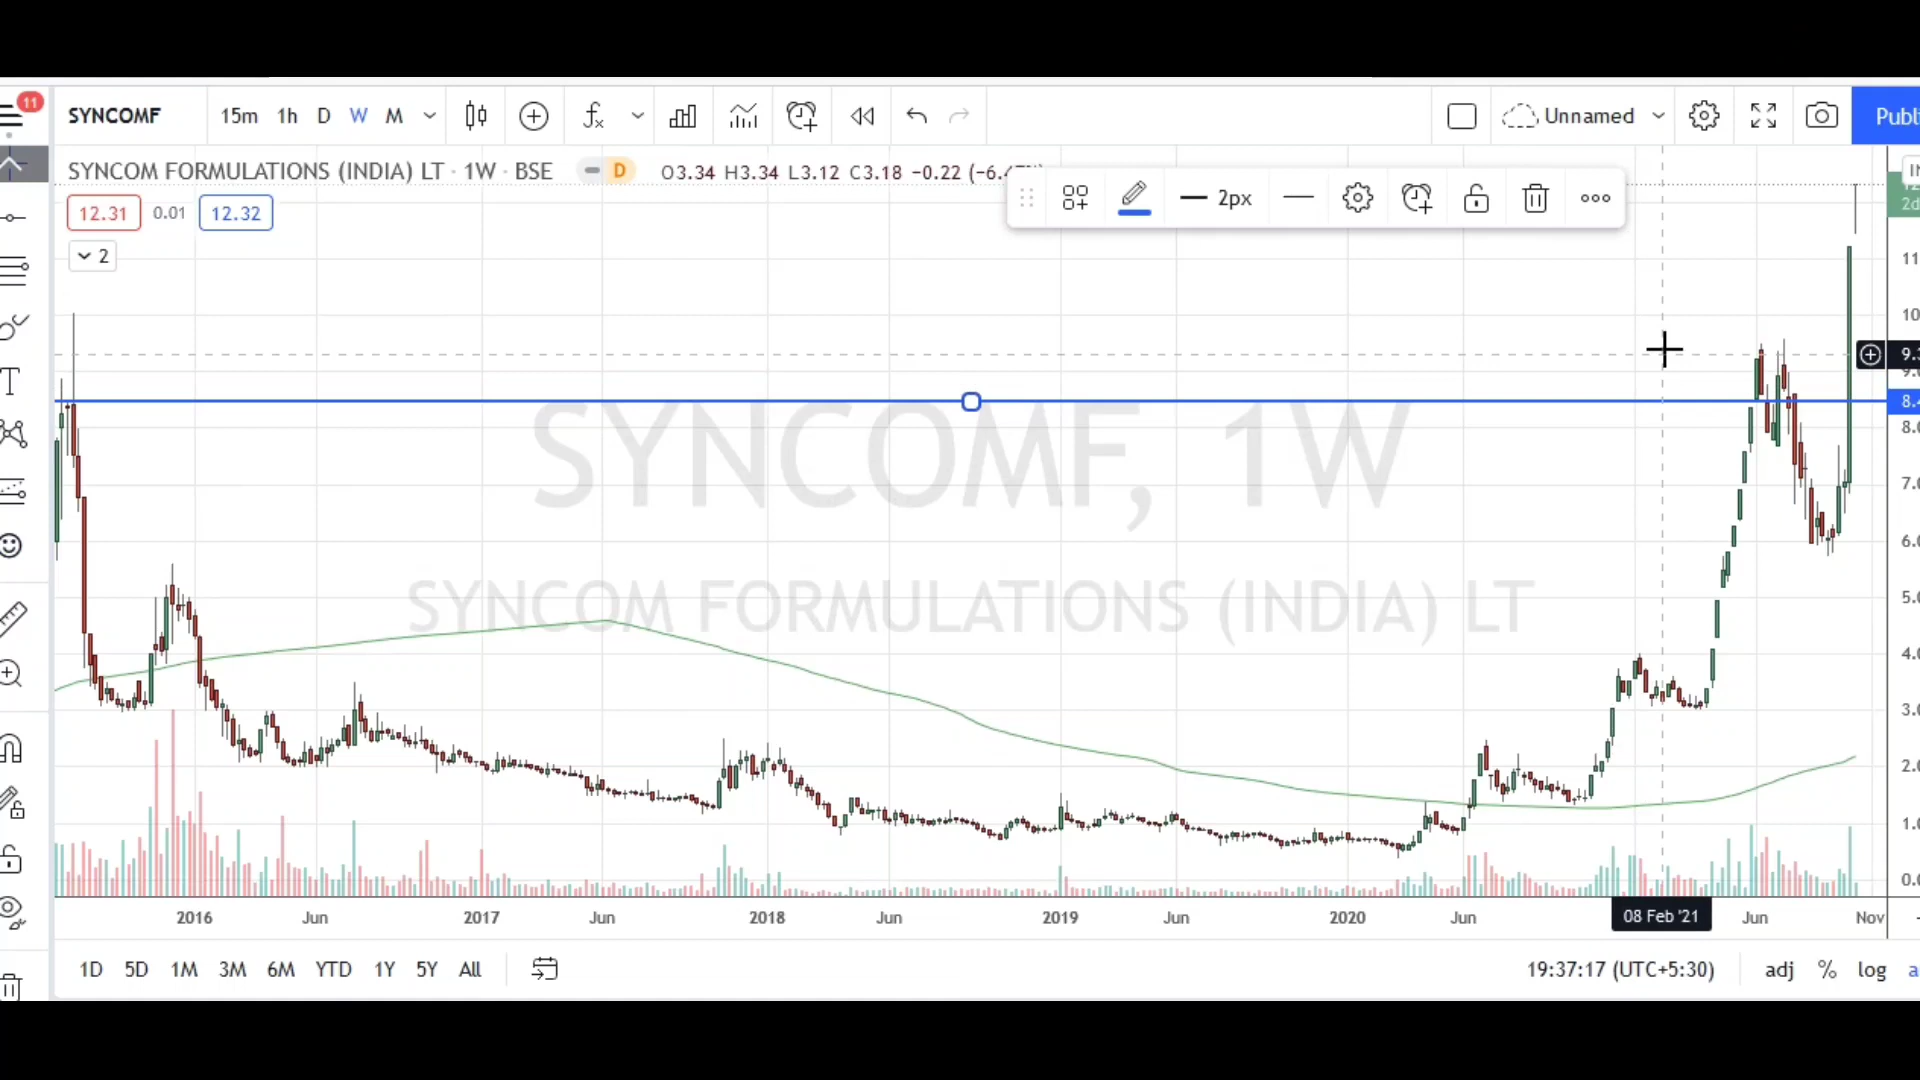 11
SYNCOMF 15m 1h D W M Unnamed
SYNCOM FORMULATIONS (INDIA) LT · 1W · BSE D O3.34 H3.34 L3.12 C3.18 −0.22
12.31 0.01 12.32
2px
2
SYNCOMF, 1W
SYNCOM FORMULATIONS (INDIA) LT
2016 Jun 2017 Jun 2018 Jun 2019 Jun 2020 Jun 08 Feb '21 Jun Nov
1D 5D 1M 3M 6M YTD 1Y 5Y All 19:37:17 (UTC+5:30) adj % log